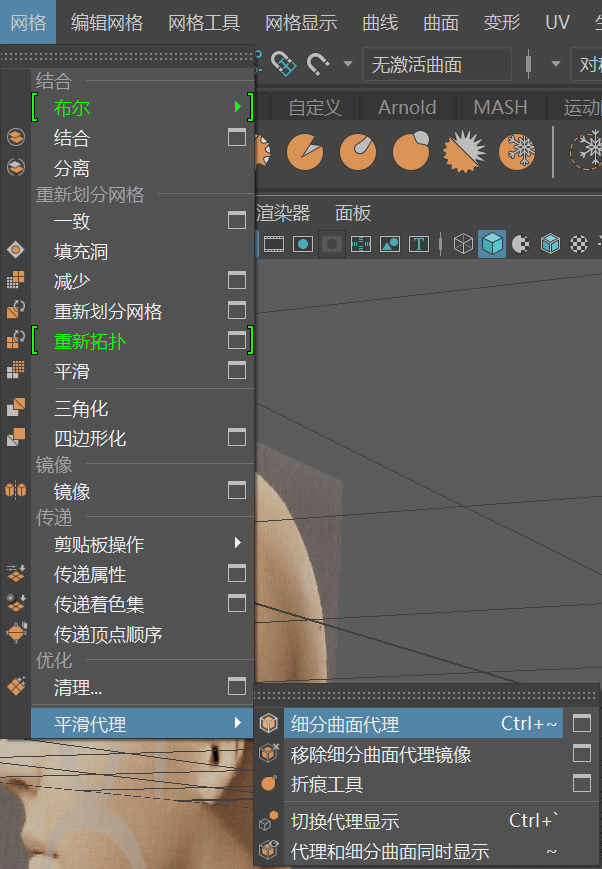 网格 编辑网格 网格工具 网格显示 曲线 曲面 变形 UV
无激活曲面 对称
自定义 Arnold MASH 运动
渲染器 面板
T
结合
布尔
结合
分离
重新划分网格
一致
填充洞
减少
重新划分网格
重新拓扑
平滑
三角化
四边形化
镜像
镜像
传递
剪贴板操作
传递属性
传递着色集
传递顶点顺序
优化
清理...
平滑代理
细分曲面代理 Ctrl+~
移除细分曲面代理镜像
折痕工具
切换代理显示 Ctrl+`
代理和细分曲面同时显示 ~